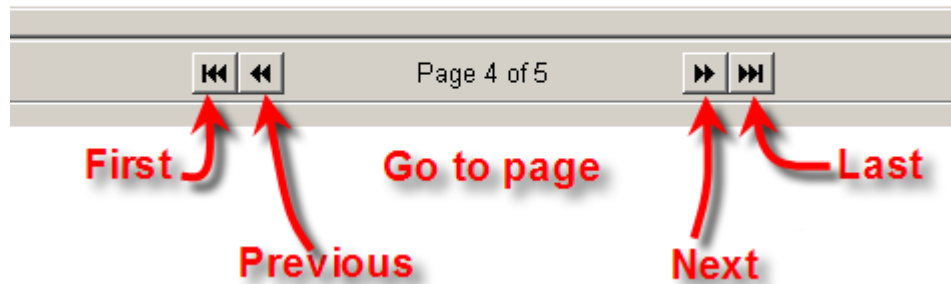 Page 4 of 5
First
Go to page
Last
Previous
Next